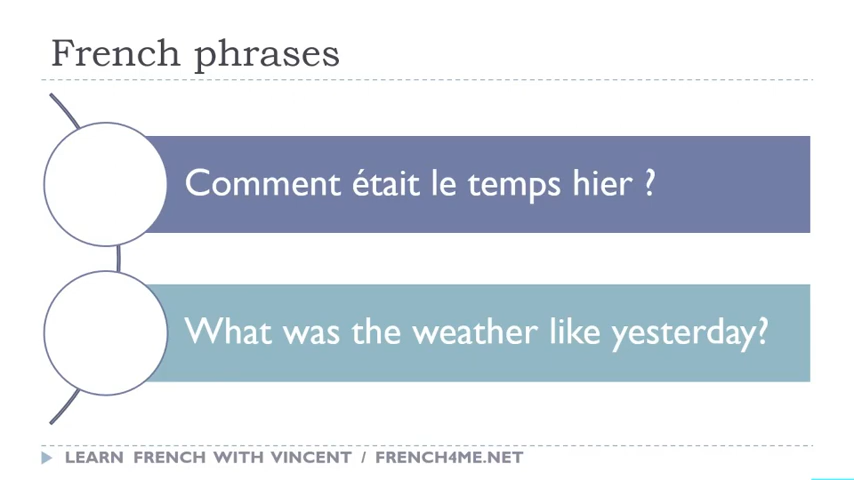 French phrases
Comment était le temps hier ?
What was the weather like yesterday?
LEARN FRENCH WITH VINCENT / FRENCH4ME.NET